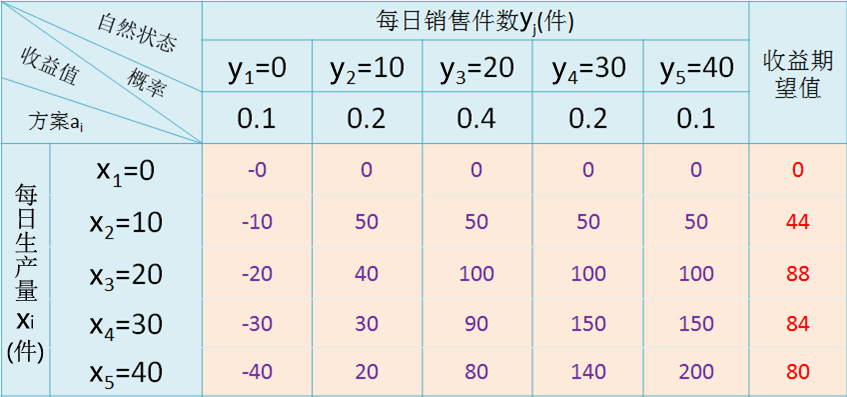 自然状态
收益值
概率
方案aᵢ
每日销售件数yⱼ(件)
收益期望值
y₁=0 y₂=10 y₃=20 y₄=30 y₅=40
0.1 0.2 0.4 0.2 0.1
每日生产量xᵢ(件)
x₁=0 -0 0 0 0 0 0
x₂=10 -10 50 50 50 50 44
x₃=20 -20 40 100 100 100 88
x₄=30 -30 30 90 150 150 84
x₅=40 -40 20 80 140 200 80